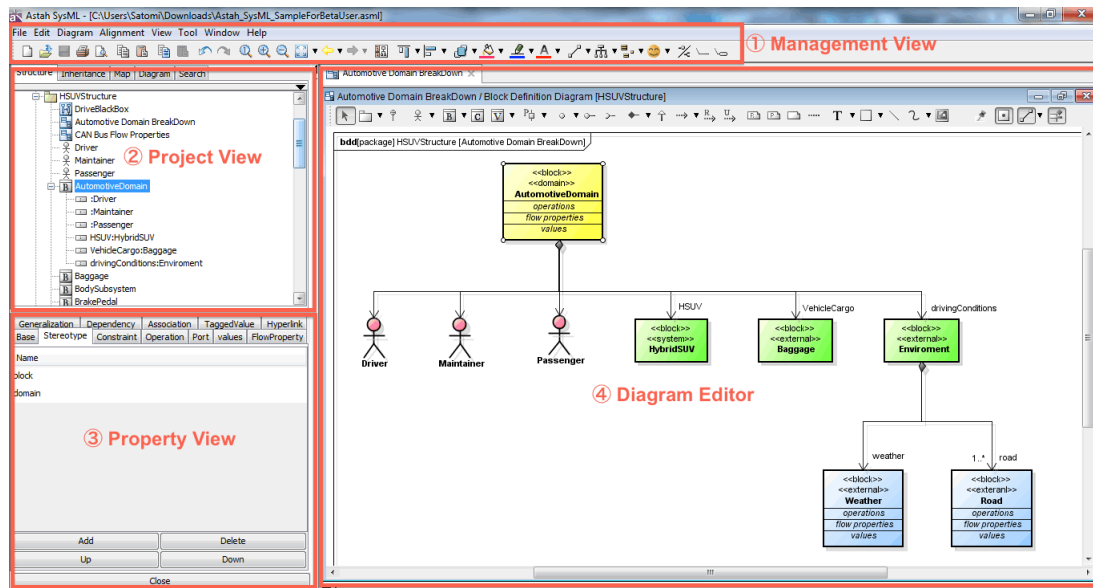 Astah SysML - [C:\Users\Satomi\Downloads\Astah_SysML_SampleForBetaUser.asml]
File Edit Diagram Alignment View Tool Window Help
① Management View
Structure Inheritance Map Diagram Search
HSUVStructure
DriveBlackBox
Automotive Domain BreakDown
CAN Bus Flow Properties
Driver
Maintainer
Passenger
② Project View
AutomotiveDomain
:Driver
:Maintainer
:Passenger
HSUV:HybridSUV
VehicleCargo:Baggage
drivingConditions:Enviroment
Baggage
BodySubsystem
BrakePedal
Generalization Dependency Association TaggedValue Hyperlink
Base Stereotype Constraint Operation Port values FlowProperty
Name
block
domain
③ Property View
Add Delete
Up Down
Close
Automotive Domain BreakDown
Automotive Domain BreakDown / Block Definition Diagram [HSUVStructure]
bdd[package] HSUVStructure [Automotive Domain BreakDown]
<<block>>
<<domain>>
AutomotiveDomain
operations
flow properties
values
HSUV
VehicleCargo
drivingConditions
Driver
Maintainer
Passenger
<<block>>
<<system>>
HybridSUV
<<block>>
<<external>>
Baggage
<<block>>
<<external>>
Enviroment
④ Diagram Editor
weather
1..* road
<<block>>
<<external>>
Weather
operations
flow properties
values
<<block>>
<<exteranl>>
Road
operations
flow properties
values